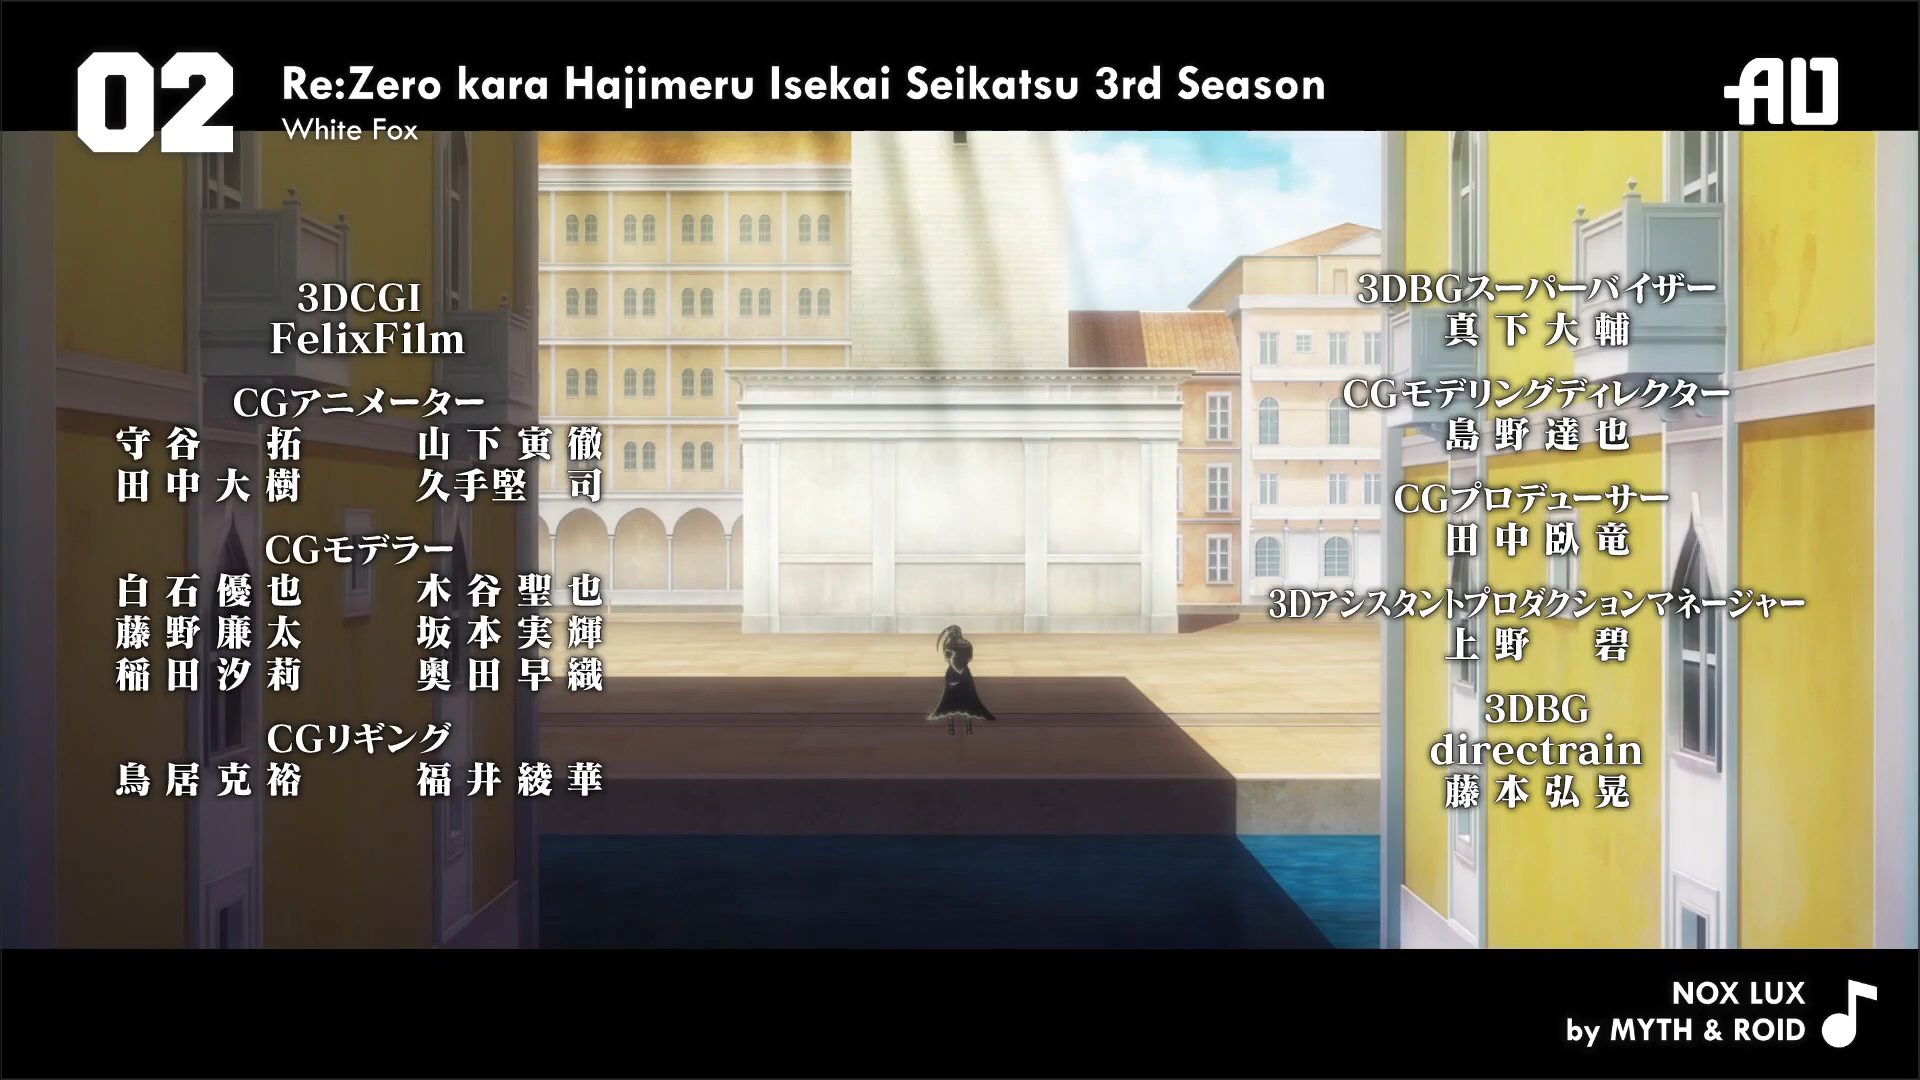 02
Re:Zero kara Hajimeru Isekai Seikatsu 3rd Season
White Fox
AU
3DCGI
FelixFilm
CGアニメーター
守谷 拓 山下寅徹
田中大樹 久手堅 司
CGモデラー
白石優也 木谷聖也
藤野廉太 坂本実輝
稲田汐莉 奥田早織
CGリギング
鳥居克裕 福井綾華
3DBGスーパーバイザー
真下大輔
CGモデリングディレクター
島野達也
CGプロデューサー
田中臥竜
3Dアシスタントプロダクションマネージャー
上野 碧
3DBG
directrain
藤本弘晃
NOX LUX
by MYTH & ROID